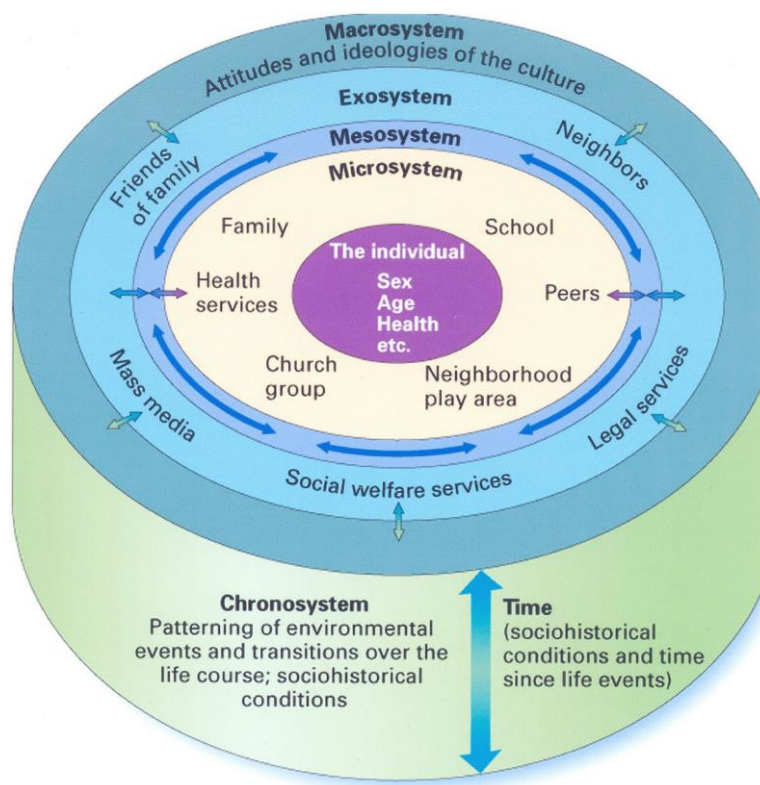 Macrosystem
Attitudes and ideologies of the culture
Exosystem
Mesosystem
Microsystem
Friends
of family
Neighbors
Family
School
The individual
Sex
Age
Health
etc.
Health
services
Peers
Church
group
Neighborhood
play area
Mass media
Legal services
Social welfare services
Chronosystem
Patterning of environmental
events and transitions over the
life course; sociohistorical
conditions
Time
(sociohistorical
conditions and time
since life events)